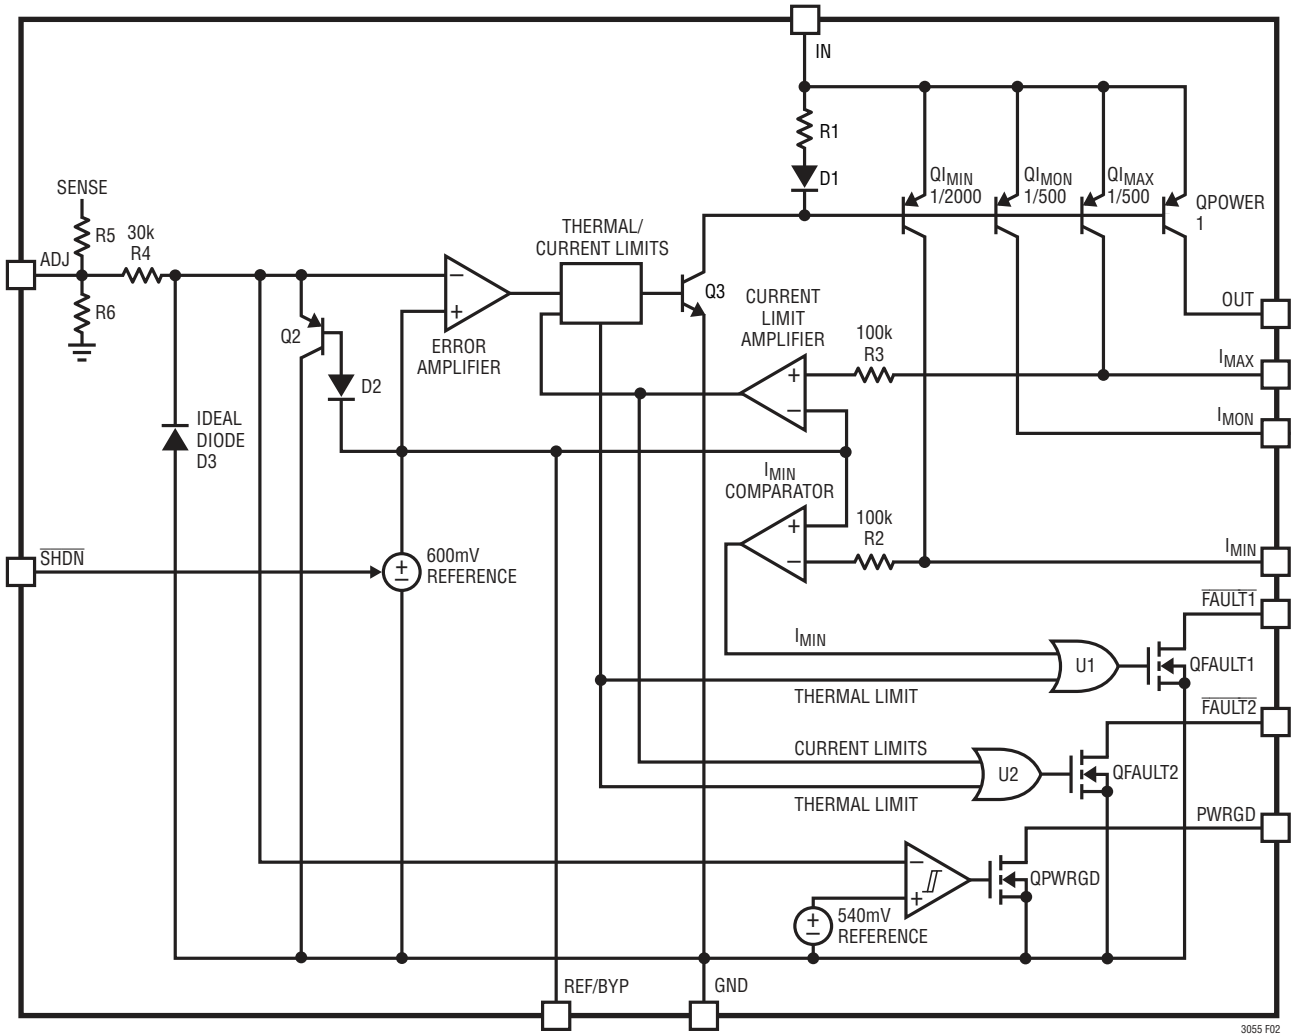 IN
R1
D1
QIMIN
1/2000
QIMON
1/500
QIMAX
1/500
QPOWER
1
SENSE
R5
30k
R4
ADJ
R6
THERMAL/
CURRENT LIMITS
−
+
ERROR
AMPLIFIER
Q3
Q2
D2
IDEAL
DIODE
D3
CURRENT
LIMIT
AMPLIFIER
+
−
100k
R3
OUT
IMAX
IMON
IMIN
COMPARATOR
+
−
100k
R2
IMIN
SHDN
+
−
600mV
REFERENCE
FAULT1
IMIN
U1
QFAULT1
THERMAL LIMIT
FAULT2
CURRENT LIMITS
U2
QFAULT2
THERMAL LIMIT
PWRGD
−
+
QPWRGD
+
−
540mV
REFERENCE
REF/BYP
GND
3055 F02